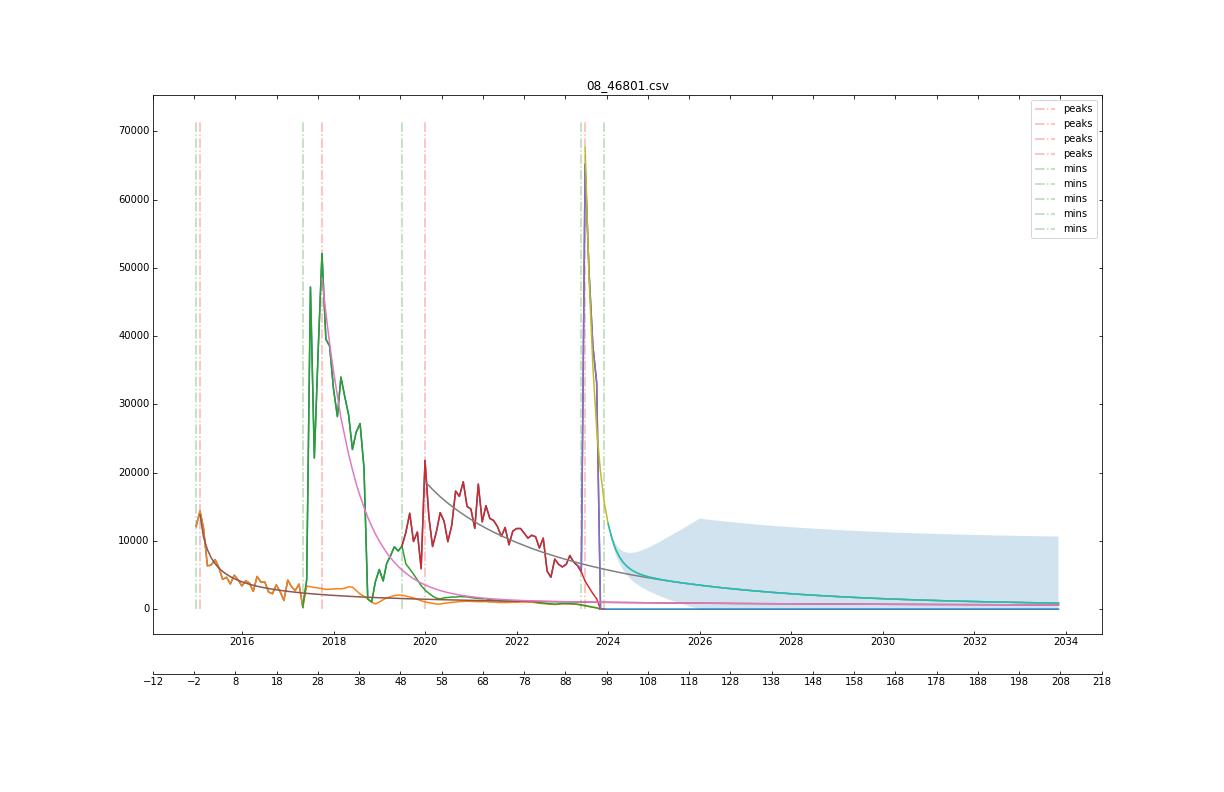 08_46801.csv
peaks
peaks
peaks
peaks
mins
mins
mins
mins
mins
70000
60000
50000
40000
30000
20000
10000
0
2016 2018 2020 2022 2024 2026 2028 2030 2032 2034
−12 −2 8 18 28 38 48 58 68 78 88 98 108 118 128 138 148 158 168 178 188 198 208 218